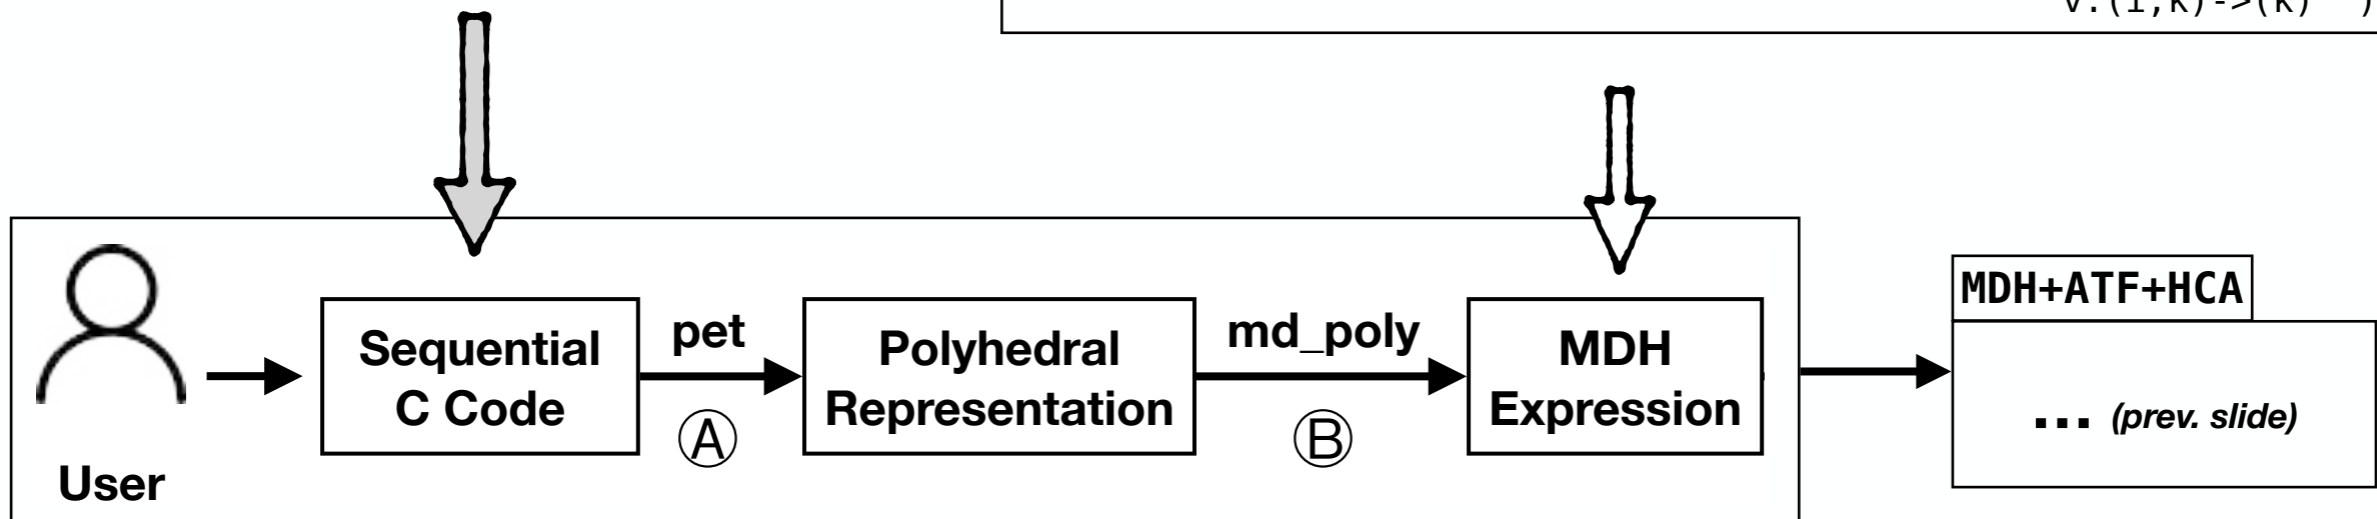 v:(i,k)->(k) )
MDH+ATF+HCA
Sequential
C Code
pet
Ⓐ
Polyhedral
Representation
md_poly
Ⓑ
MDH
Expression
... (prev. slide)
User